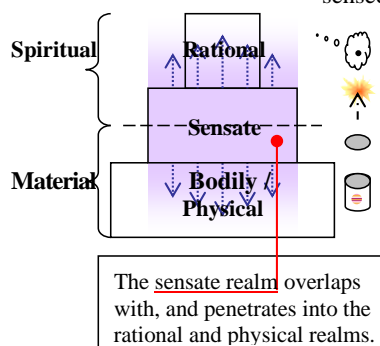 Spiritual
Rational
Sensate
Material
Bodily /
Physical
The sensate realm overlaps
with, and penetrates into the
rational and physical realms.